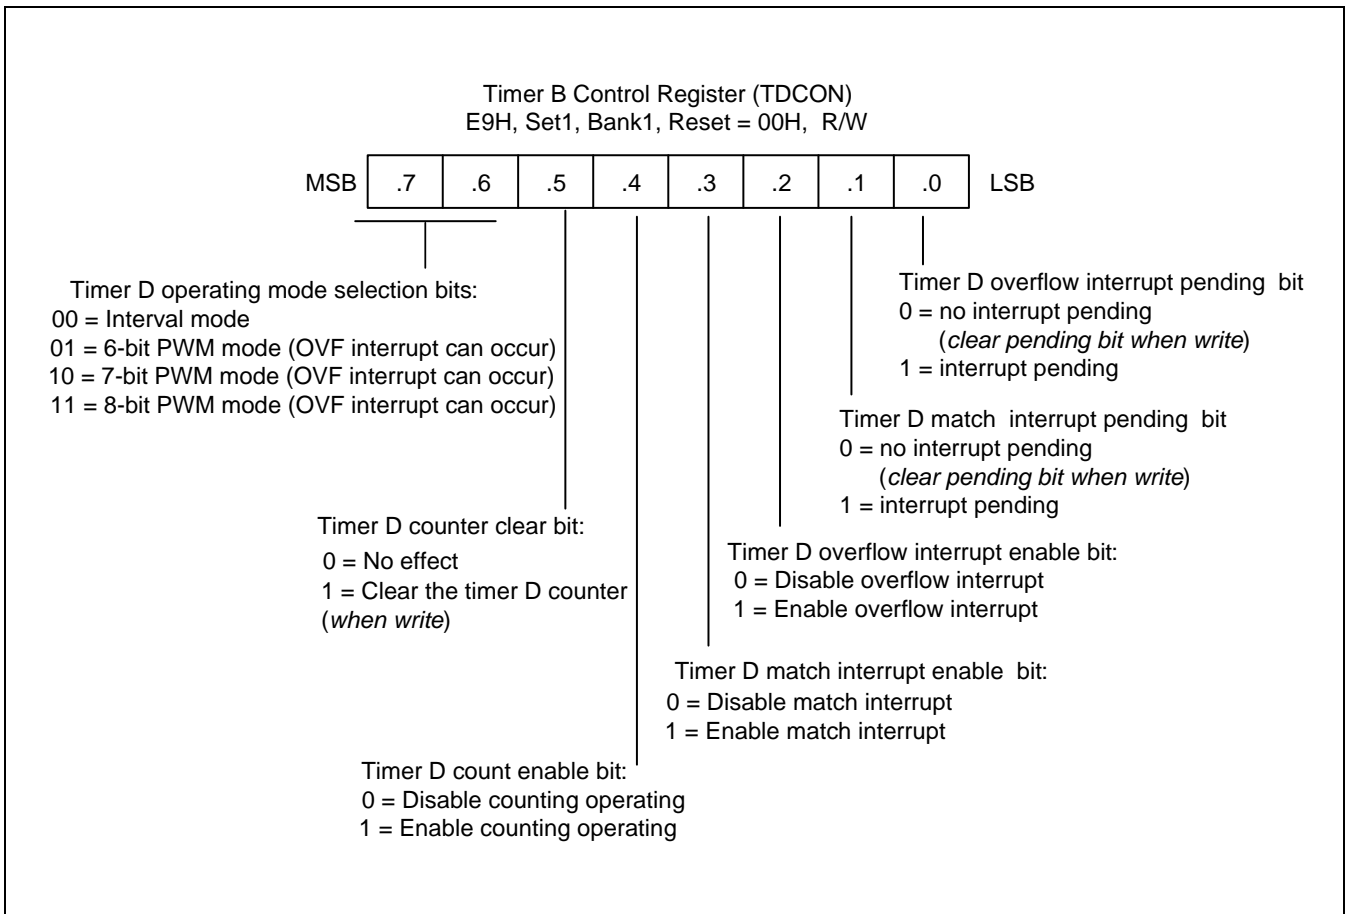 Timer B Control Register (TDCON)
E9H, Set1, Bank1, Reset = 00H, R/W
MSB .7 .6 .5 .4 .3 .2 .1 .0 LSB
Timer D operating mode selection bits:
00 = Interval mode
01 = 6-bit PWM mode (OVF interrupt can occur)
10 = 7-bit PWM mode (OVF interrupt can occur)
11 = 8-bit PWM mode (OVF interrupt can occur)
Timer D overflow interrupt pending bit
0 = no interrupt pending
(clear pending bit when write)
1 = interrupt pending
Timer D match interrupt pending bit
0 = no interrupt pending
(clear pending bit when write)
1 = interrupt pending
Timer D counter clear bit:
0 = No effect
1 = Clear the timer D counter
(when write)
Timer D overflow interrupt enable bit:
0 = Disable overflow interrupt
1 = Enable overflow interrupt
Timer D match interrupt enable bit:
0 = Disable match interrupt
1 = Enable match interrupt
Timer D count enable bit:
0 = Disable counting operating
1 = Enable counting operating